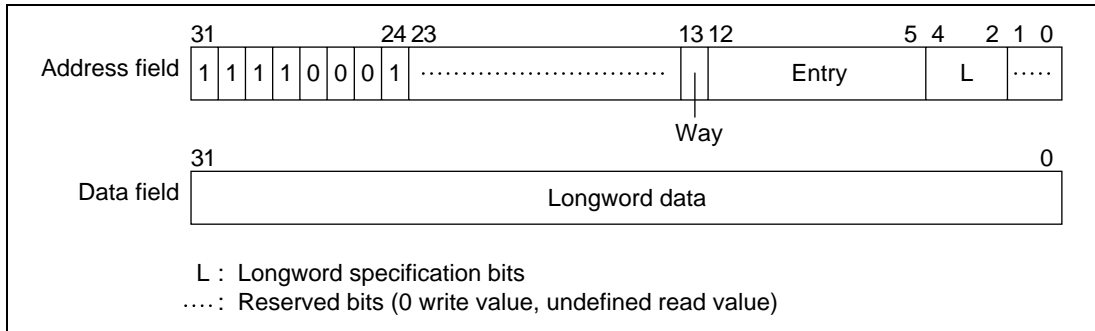 31 24 23 13 12 5 4 2 1 0
Address field 1 1 1 1 0 0 0 1 Entry L
Way
31 0
Data field Longword data
L : Longword specification bits
.... : Reserved bits (0 write value, undefined read value)